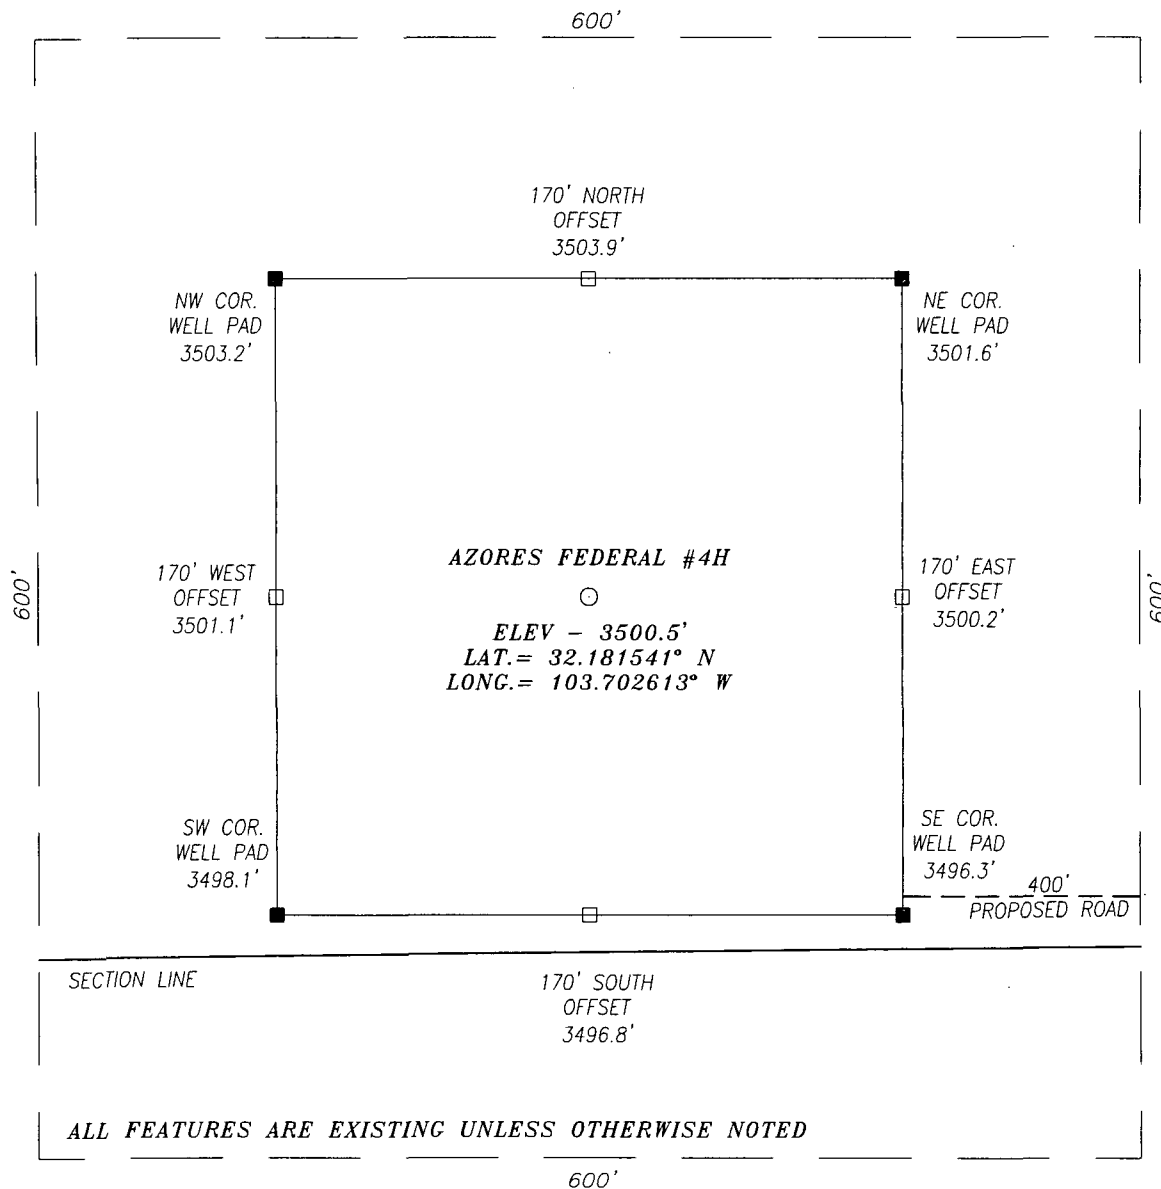 600'
170' NORTH
OFFSET
3503.9'
NW COR.
WELL PAD
3503.2'
NE COR.
WELL PAD
3501.6'
600'
170' WEST
OFFSET
3501.1'
AZORES FEDERAL #4H
ELEV - 3500.5'
LAT.= 32.181541° N
LONG.= 103.702613° W
170' EAST
OFFSET
3500.2'
600'
SW COR.
WELL PAD
3498.1'
SE COR.
WELL PAD
3496.3'
400'
PROPOSED ROAD
SECTION LINE
170' SOUTH
OFFSET
3496.8'
ALL FEATURES ARE EXISTING UNLESS OTHERWISE NOTED
600'